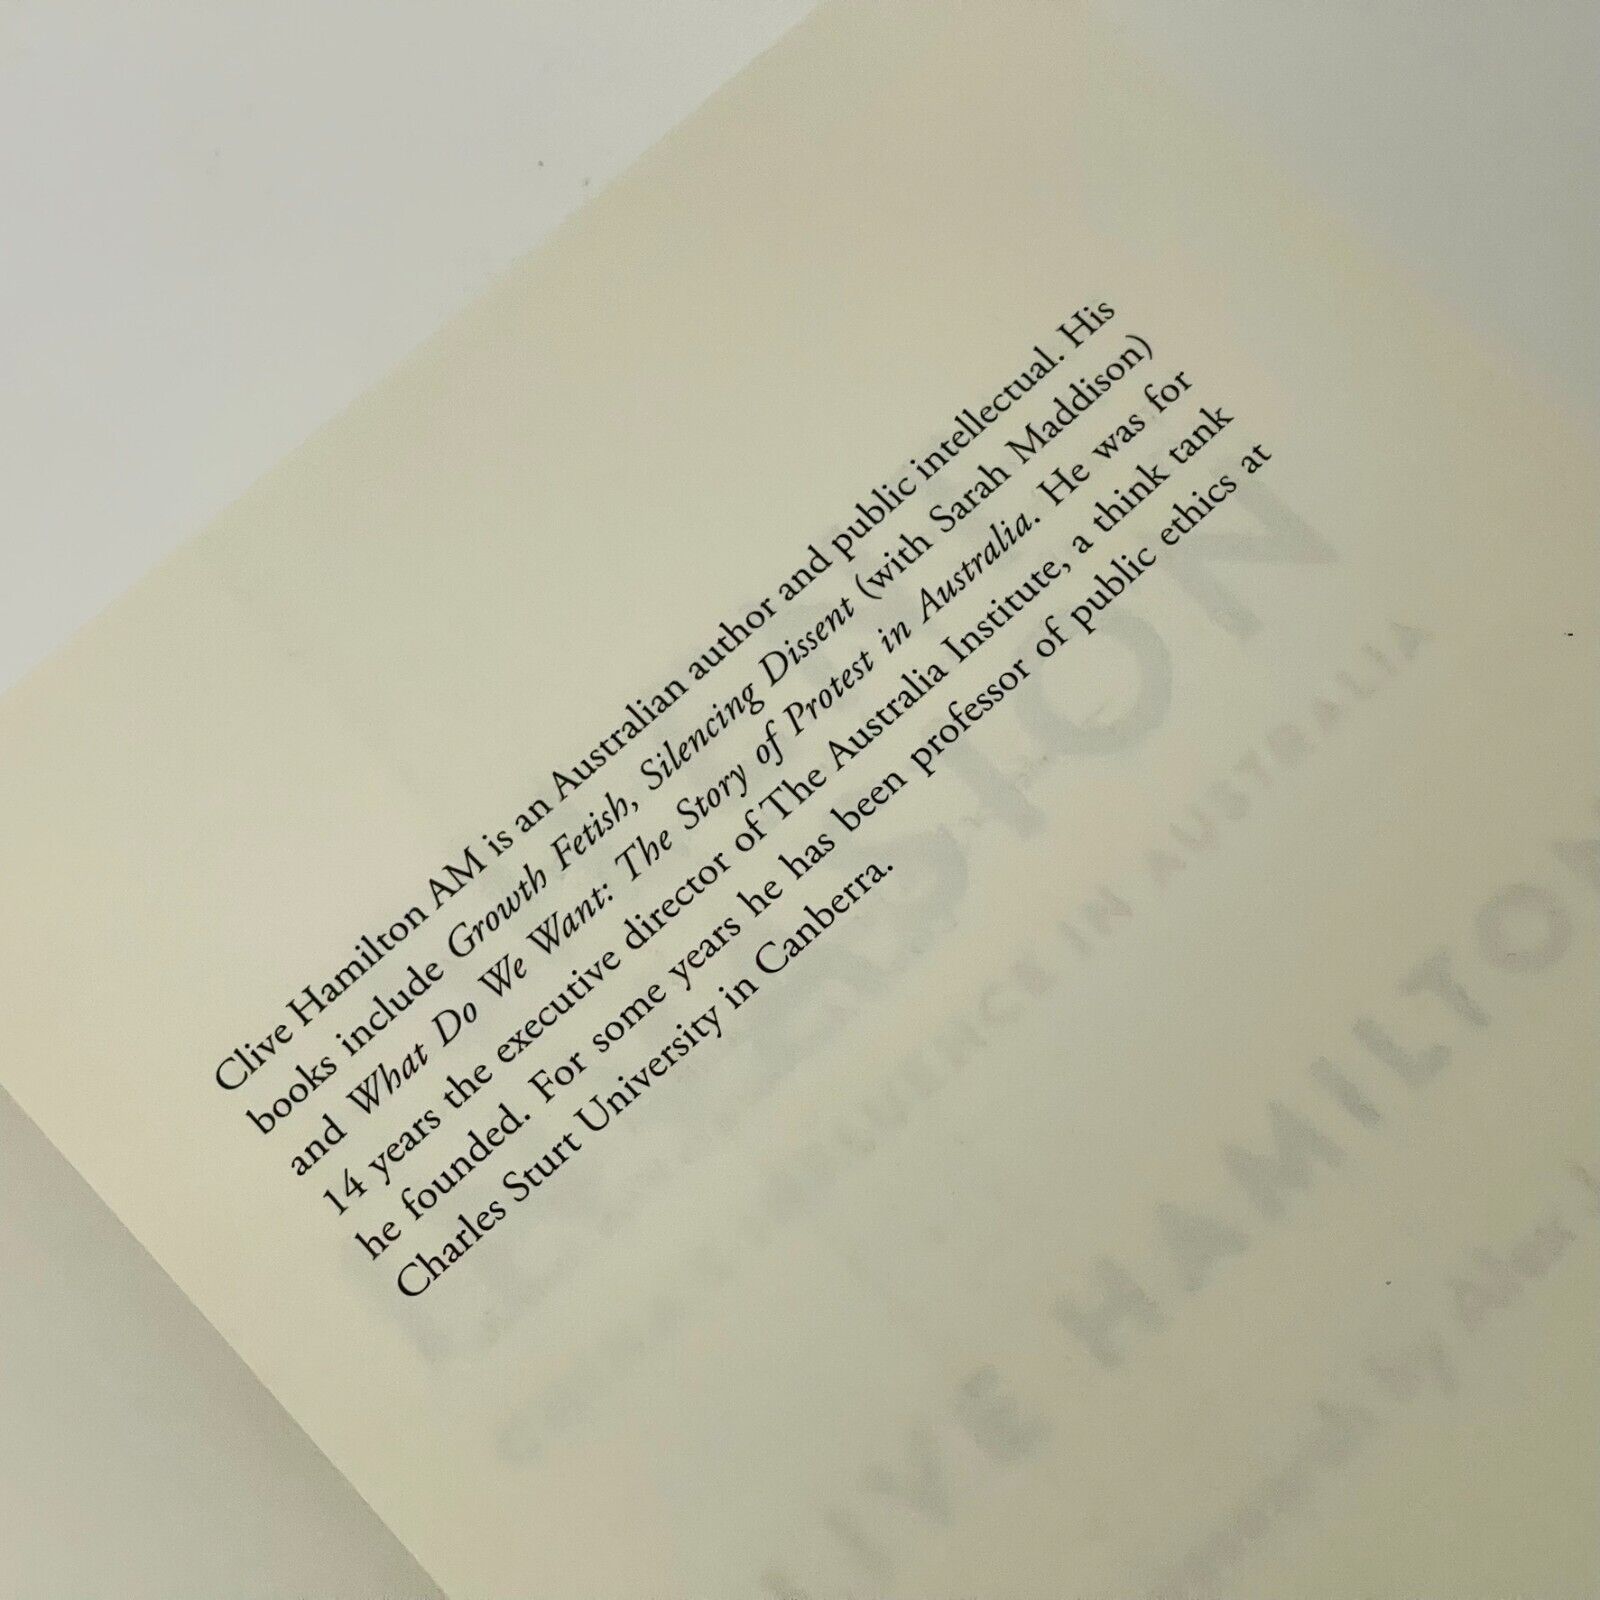 Clive Hamilton AM is an Australian author and public intellectual. His
books include Growth Fetish, Silencing Dissent (with Sarah Maddison)
and What Do We Want: The Story of Protest in Australia. He was for
14 years the executive director of The Australia Institute, a think tank
he founded. For some years he has been professor of public ethics at
Charles Sturt University in Canberra.
IN AUSTRALIA
HAMILTON